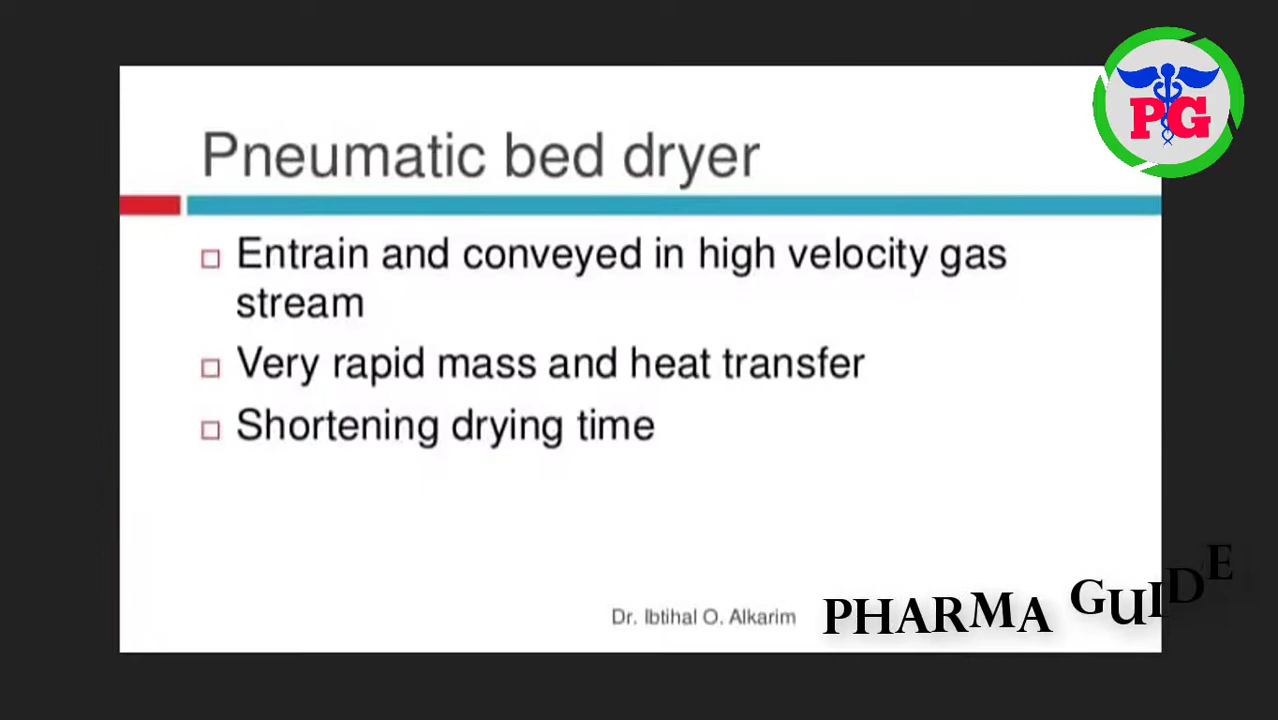 PG
Pneumatic bed dryer
Entrain and conveyed in high velocity gas
stream
Very rapid mass and heat transfer
Shortening drying time
Dr. Ibtihal O. Alkarim
PHARMA GUIDE